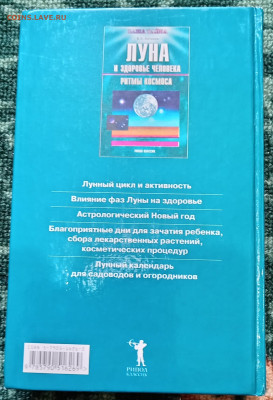 COINS.LAVE.RU
ЛУНА
И ЗДОРОВЬЕ ЧЕЛОВЕКА
РИТМЫ КОСМОСА
Лунный цикл и активность
Влияние фаз Луны на здоровье
Астрологический Новый год
Благоприятные дни для зачатия ребенка,
сбора лекарственных растений,
косметических процедур
Лунный календарь
для садоводов и огородников
РИПОЛ
КЛАССИК